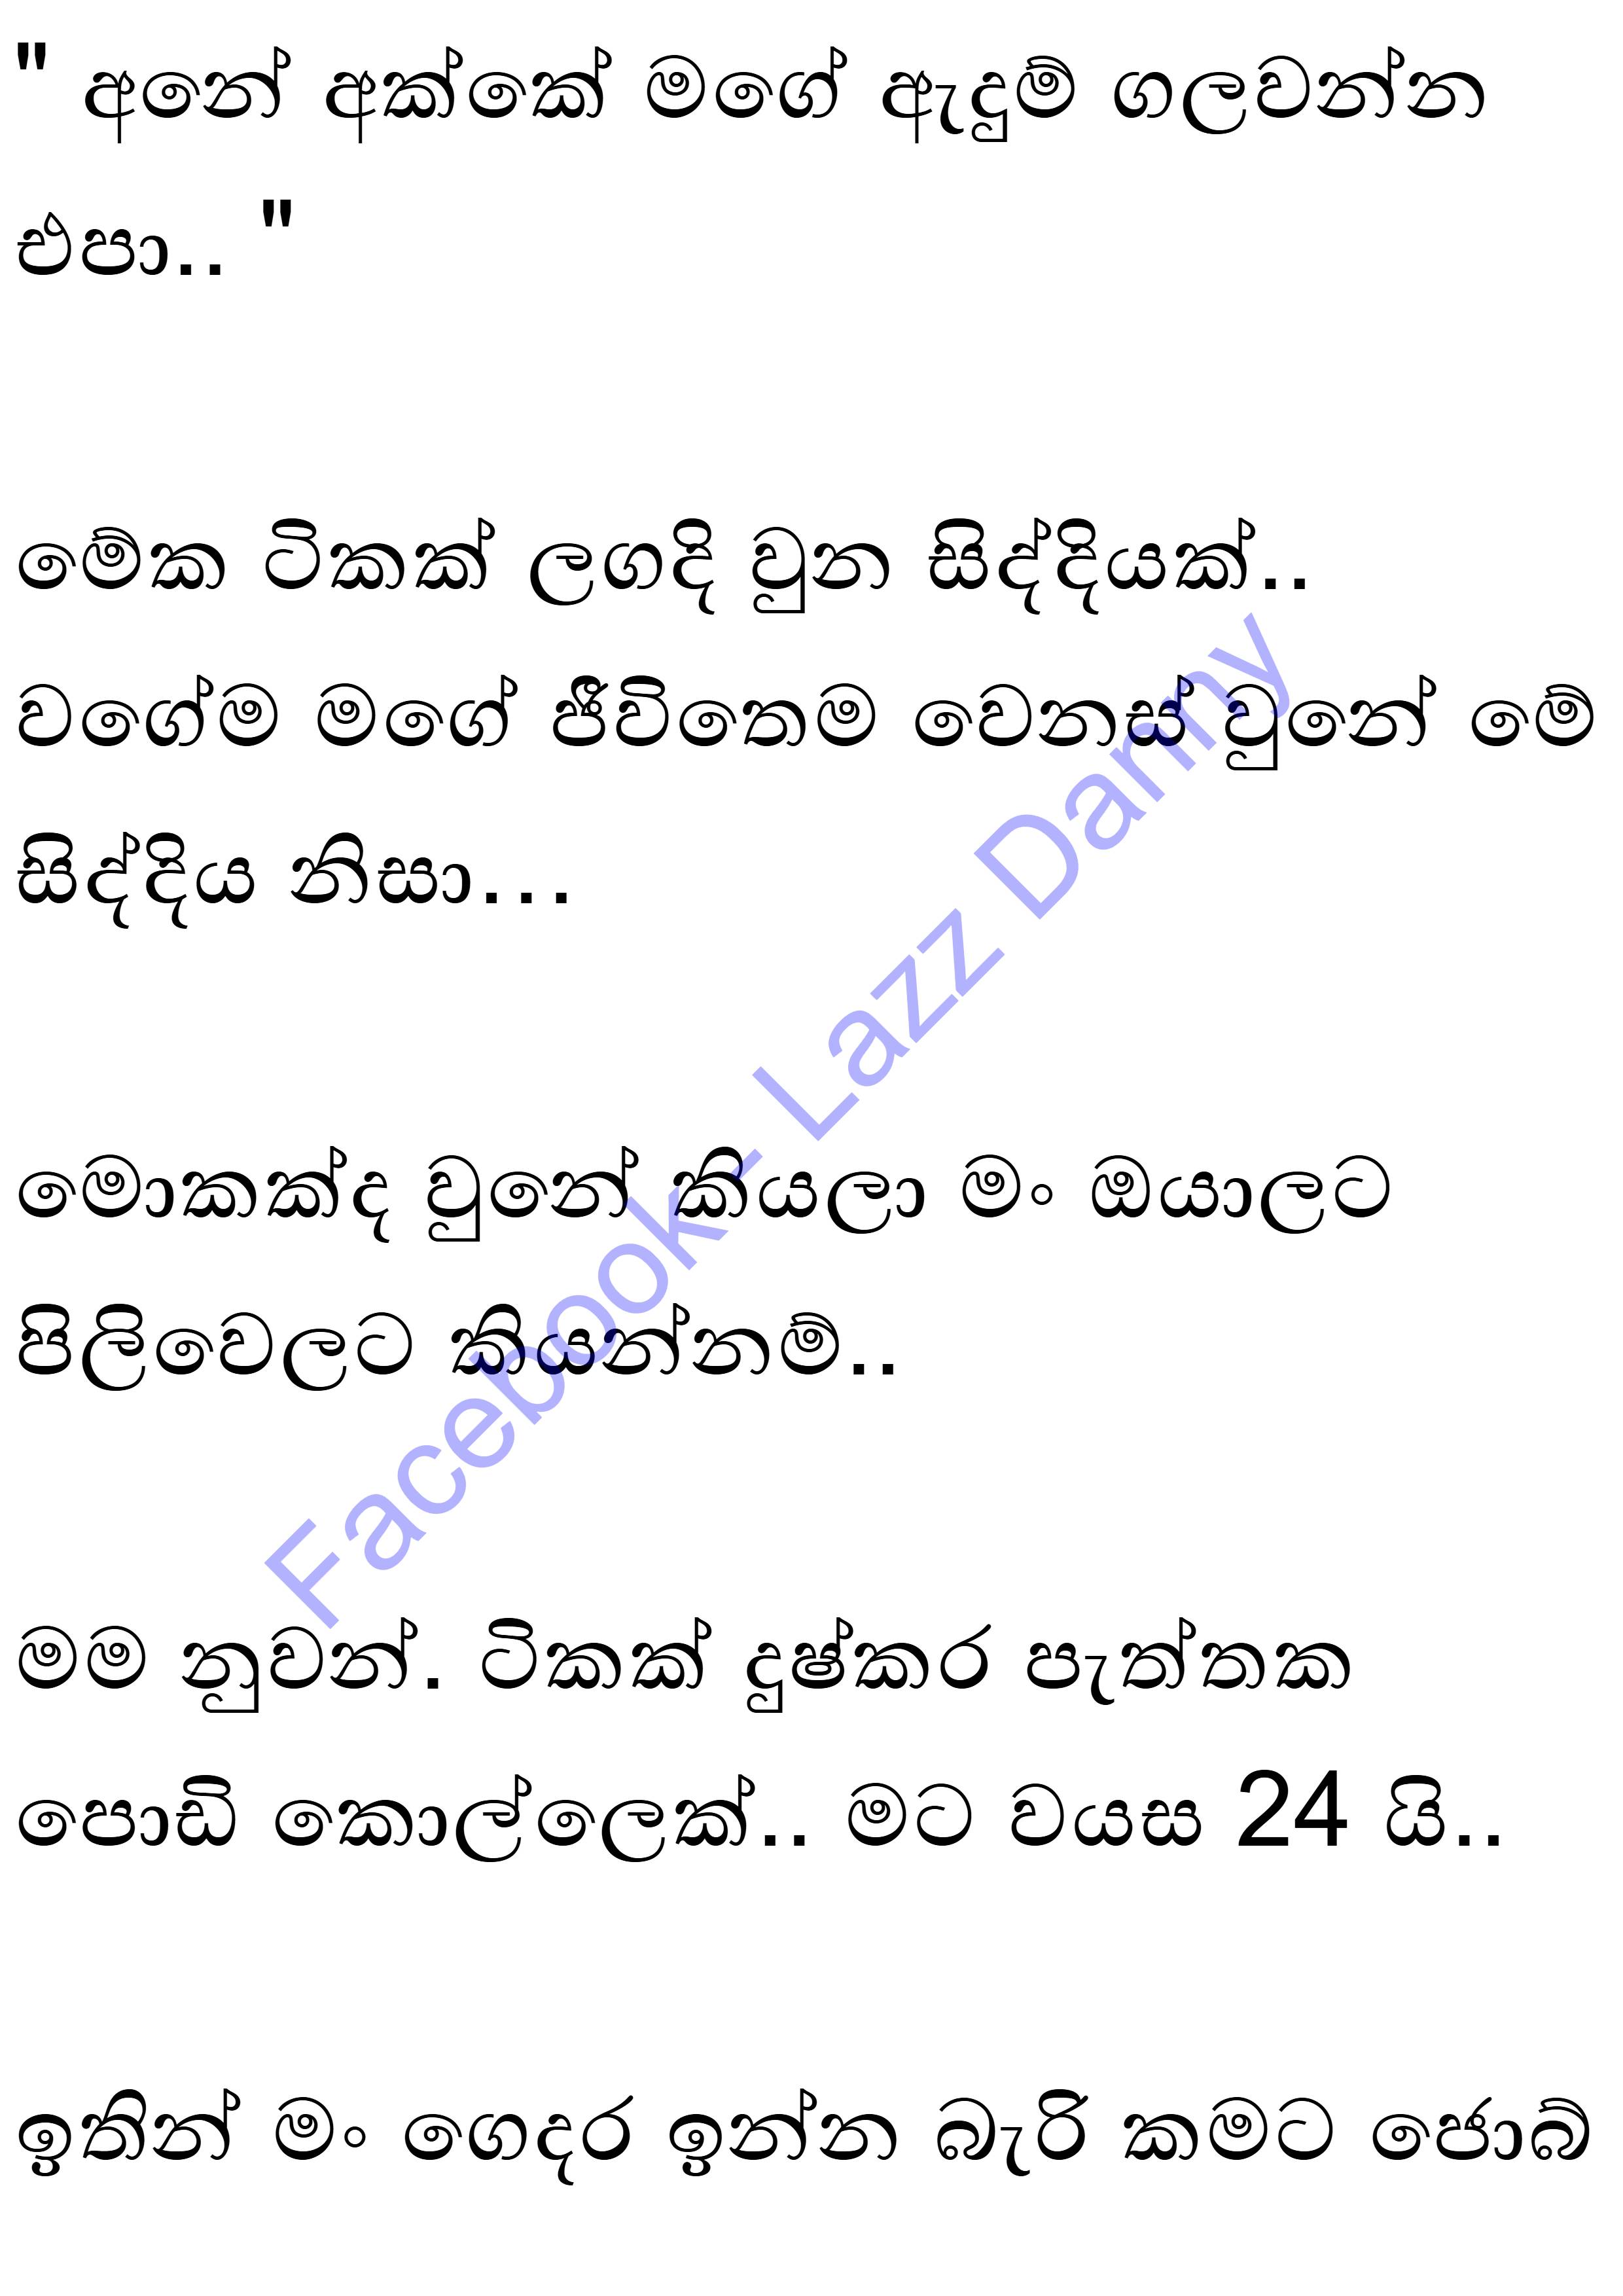 " අනේ අක්කේ මගේ ඇඳුම් ගලවන්න
එපා.. "
මේක ටිකක් ලගදි වුන සිද්දියක්..
වගේම මගේ ජීවිතෙම වෙනස් වුනේ මේ
සිද්දිය නිසා...
මොකක්ද වුනේ කියලා මං ඔයාලට
පිලිවෙලට කියන්නම්..
මම නුවන්. ටිකක් දුෂ්කර පැත්තක
පොඩි කොල්ලෙක්.. මට වයස 24 යි..
ඉතින් මං ගෙදර ඉන්න බැරි කමට ජොබ්
Facebook- Lazz Damy